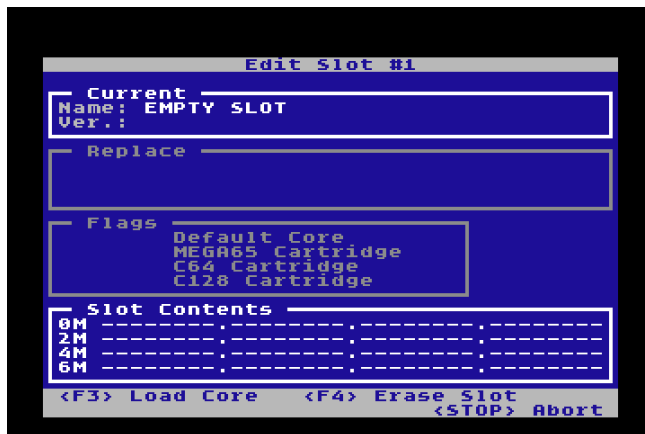 Edit Slot #1
Current
Name: EMPTY SLOT
Ver.:
Replace
Flags
Default Core
MEGA65 Cartridge
C64 Cartridge
C128 Cartridge
Slot Contents
0M --------.--------.--------.--------
2M --------.--------.--------.--------
4M --------.--------.--------.--------
6M --------.--------.--------.--------
<F3> Load Core <F4> Erase Slot
<STOP> Abort